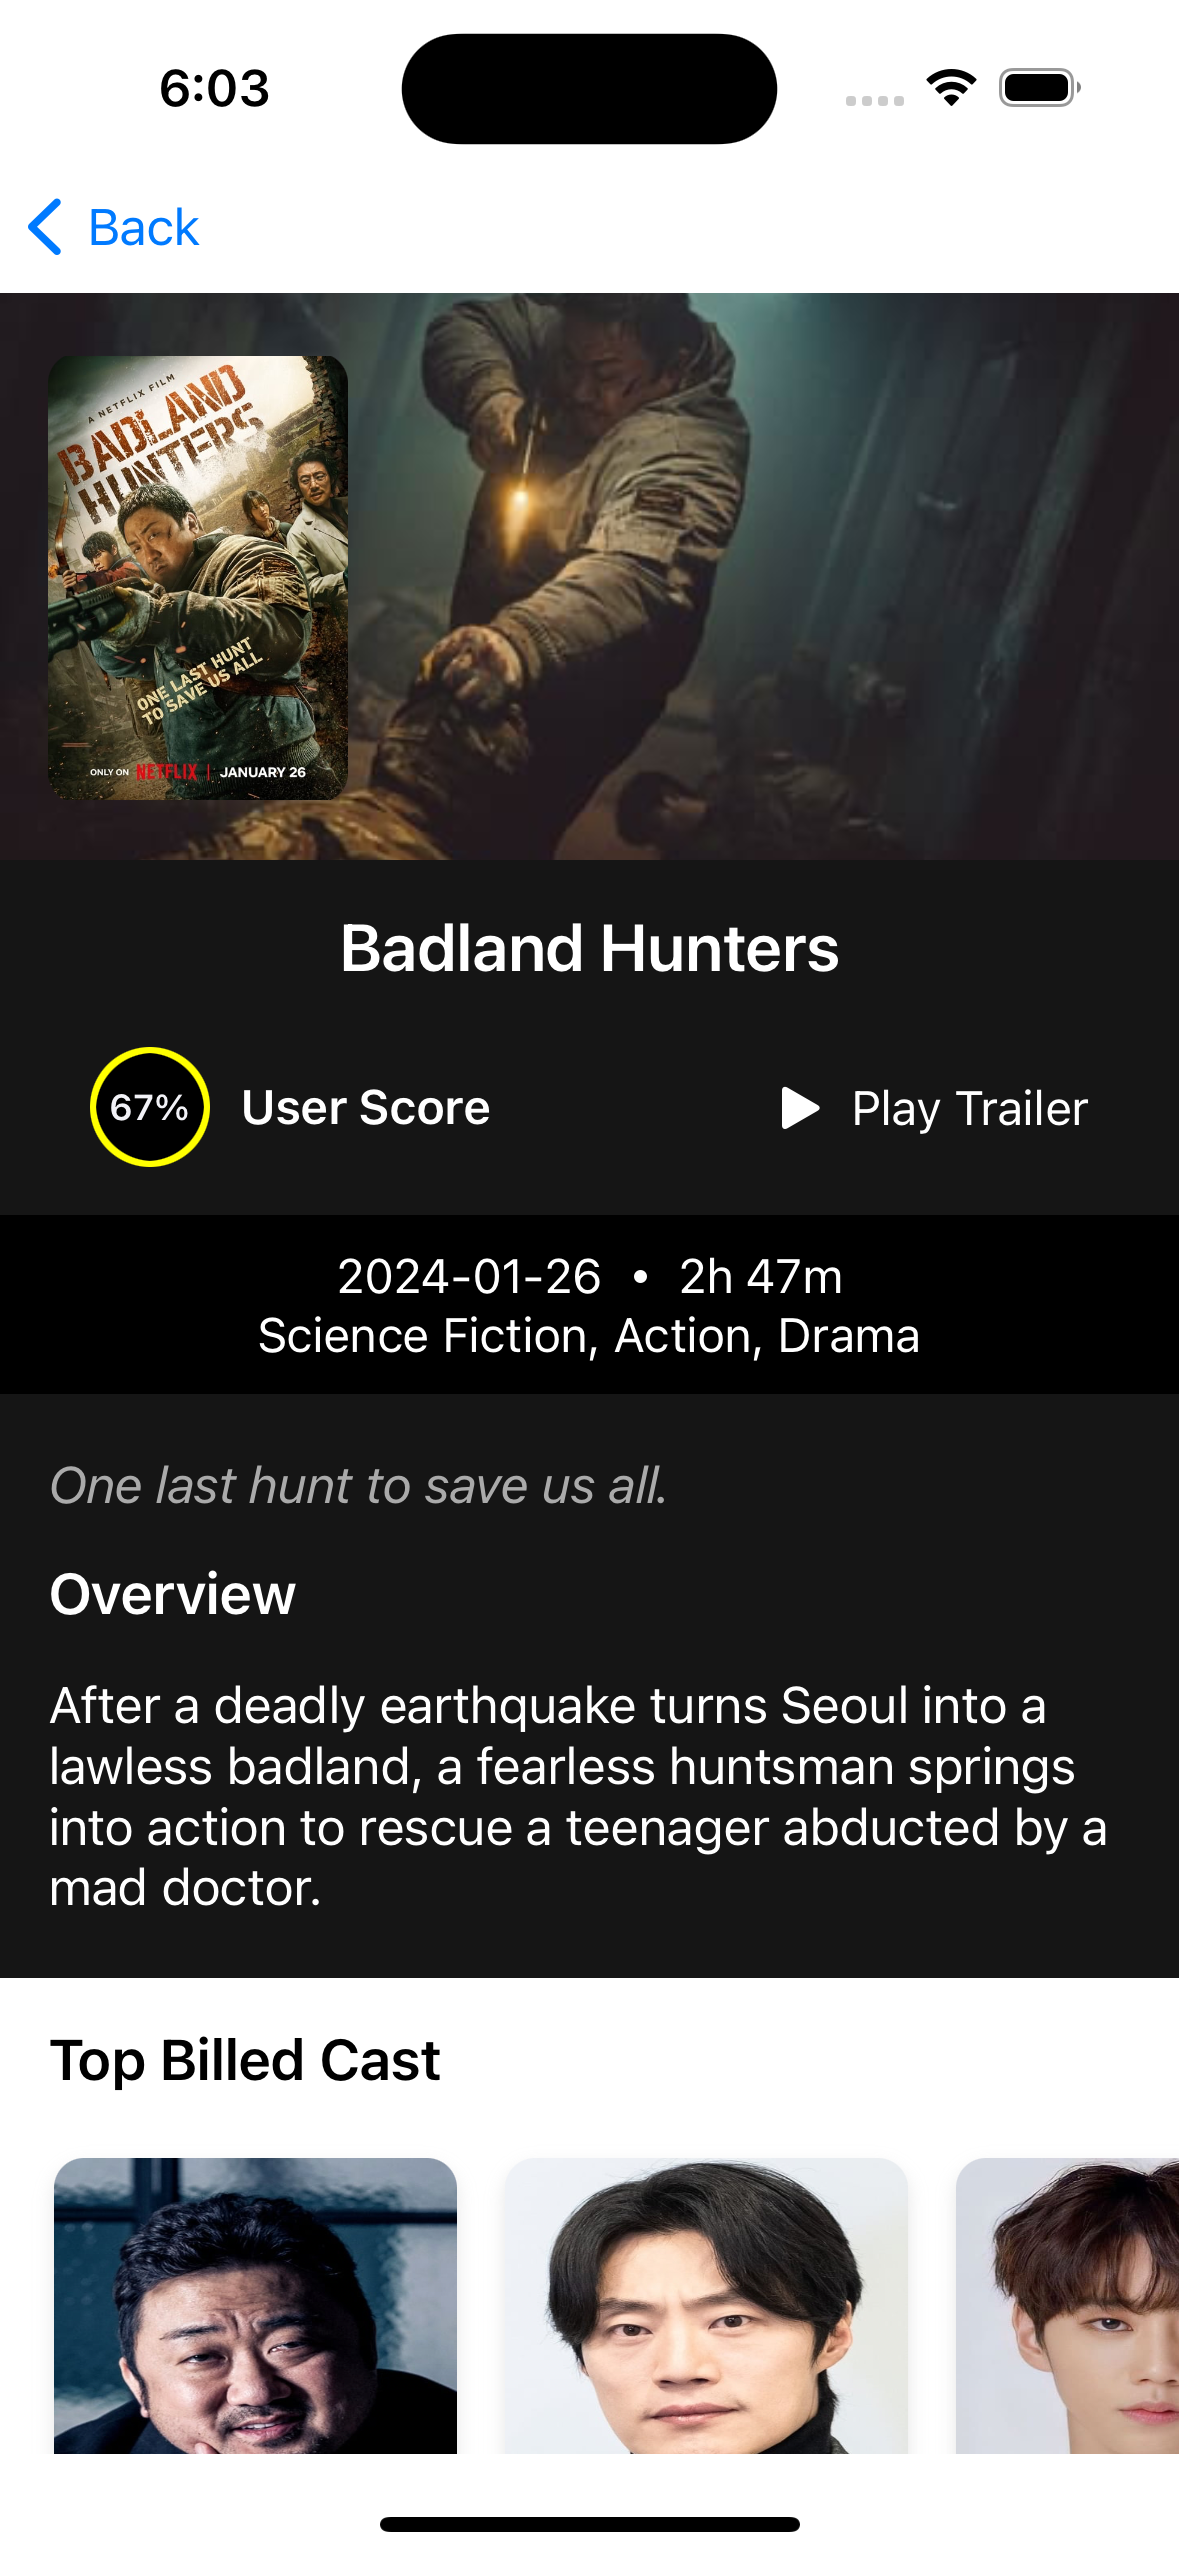 6:03
Back
A NETFLIX FILM
BADLAND
HUNTERS
ONE LAST HUNT
TO SAVE US ALL
ONLY ON NETFLIX | JANUARY 26
Badland Hunters
67% User Score Play Trailer
2024-01-26 • 2h 47m
Science Fiction, Action, Drama
One last hunt to save us all.
Overview
After a deadly earthquake turns Seoul into a
lawless badland, a fearless huntsman springs
into action to rescue a teenager abducted by a
mad doctor.
Top Billed Cast